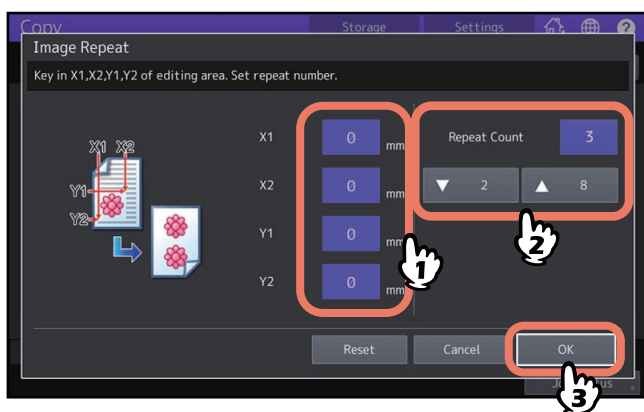 Copy Storage Settings ?
Image Repeat
Key in X1,X2,Y1,Y2 of editing area. Set repeat number.
X1 X2
Y1
Y2
X1 0 mm
X2 0 mm
Y1 0 mm
Y2 0 mm
1
Repeat Count 3
▼ 2 ▲ 8
2
Reset Cancel OK
3